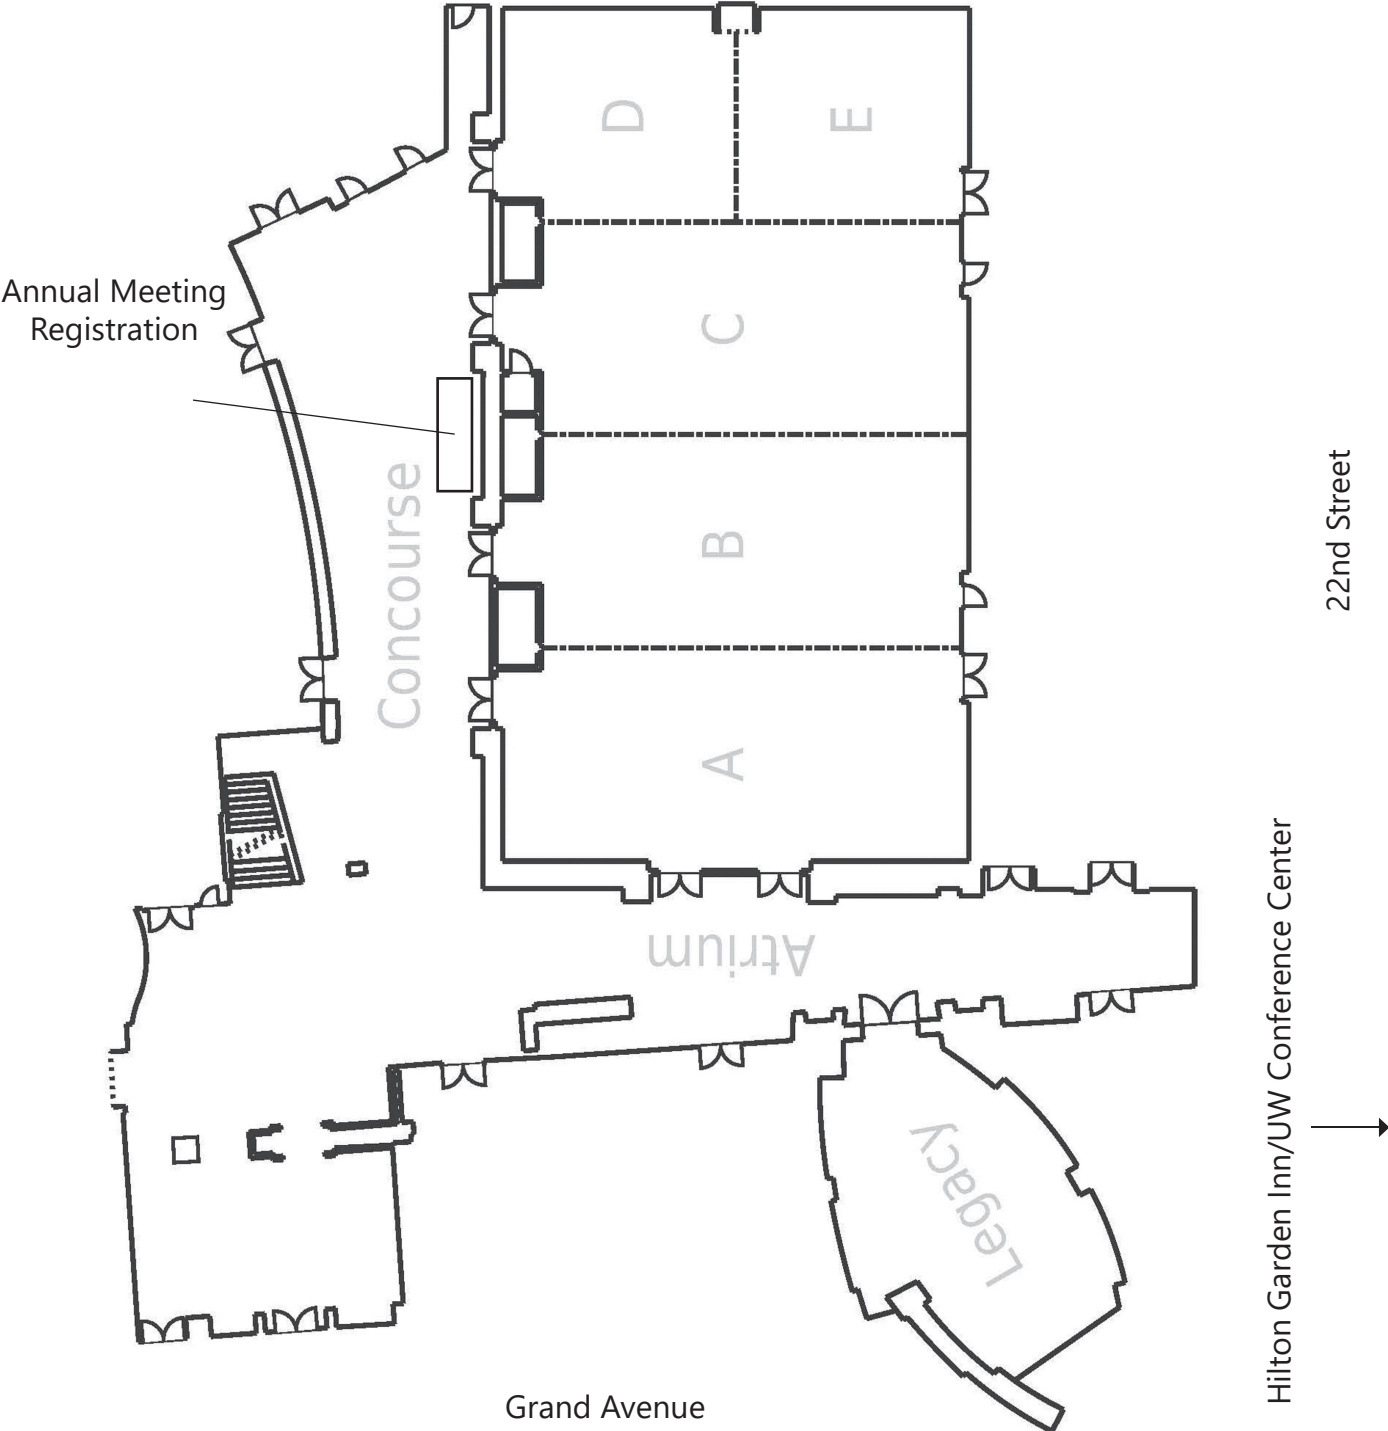 D
E
Annual Meeting
Registration
C
Concourse
22nd Street
B
A
Atrium
Hilton Garden Inn/UW Conference Center
Legacy
Grand Avenue